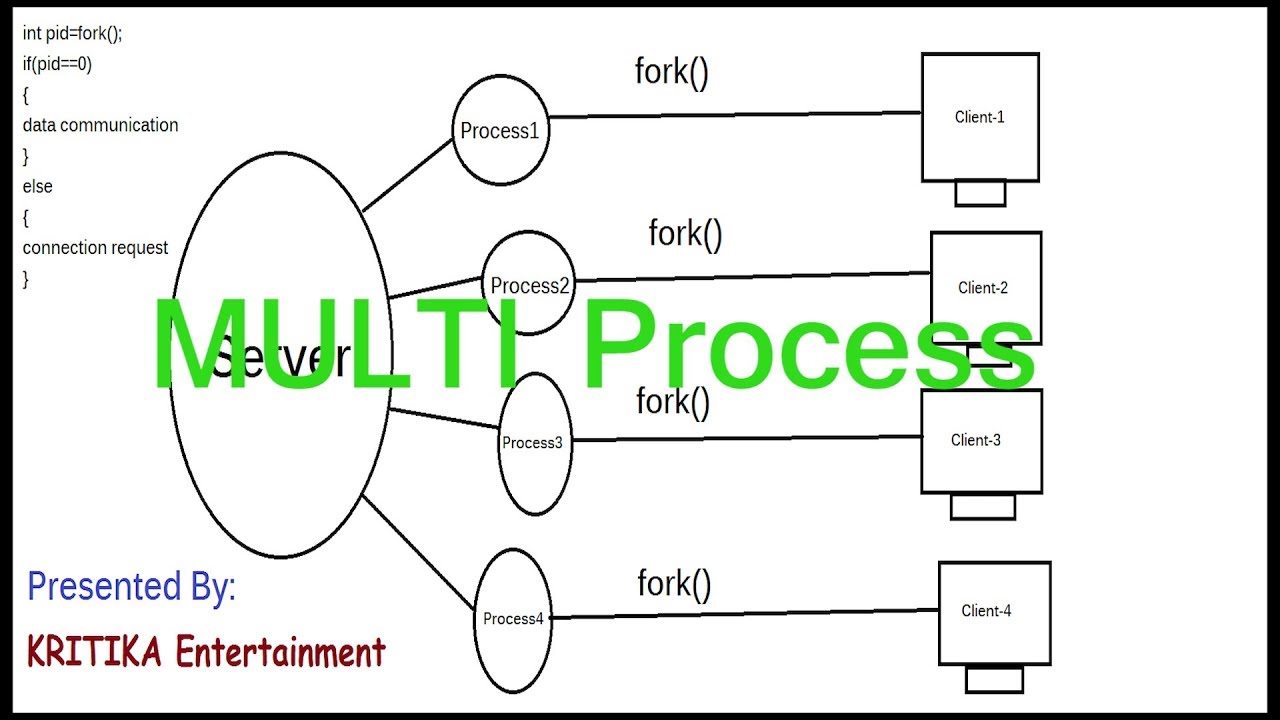 int pid=fork();
if(pid==0)
{
data communication
}
else
{
connection request
}
fork()
Process1
Client-1
fork()
Process2
Client-2
MULTI Process
Server
fork()
Process3
Client-3
fork()
Process4
Client-4
Presented By:
KRITIKA Entertainment